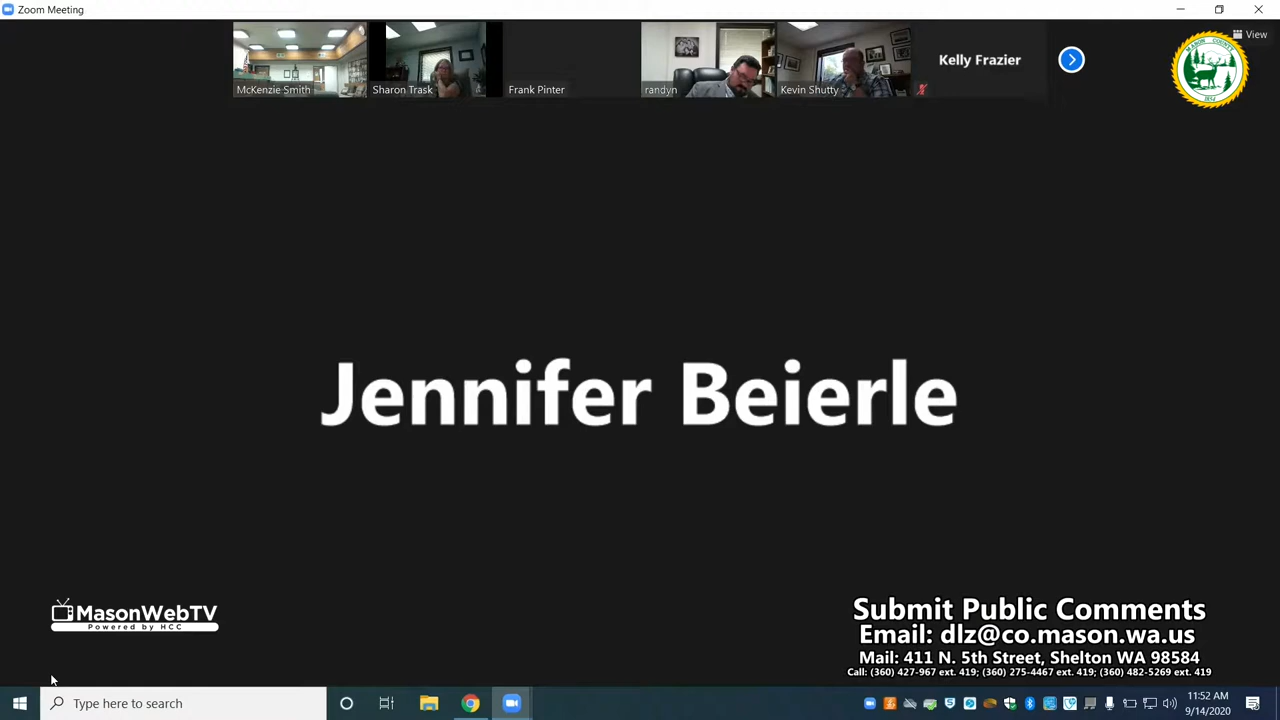 Zoom Meeting
View
McKenzie Smith
Sharon Trask
Frank Pinter
randyn
Kevin Shutty
Kelly Frazier
MASON COUNTY
Jennifer Beierle
MasonWebTV
Powered by HCC
Submit Public Comments
Email: dlz@co.mason.wa.us
Mail: 411 N. 5th Street, Shelton WA 98584
Call: (360) 427-967 ext. 419; (360) 275-4467 ext. 419; (360) 482-5269 ext. 419
Type here to search
11:52 AM
9/14/2020